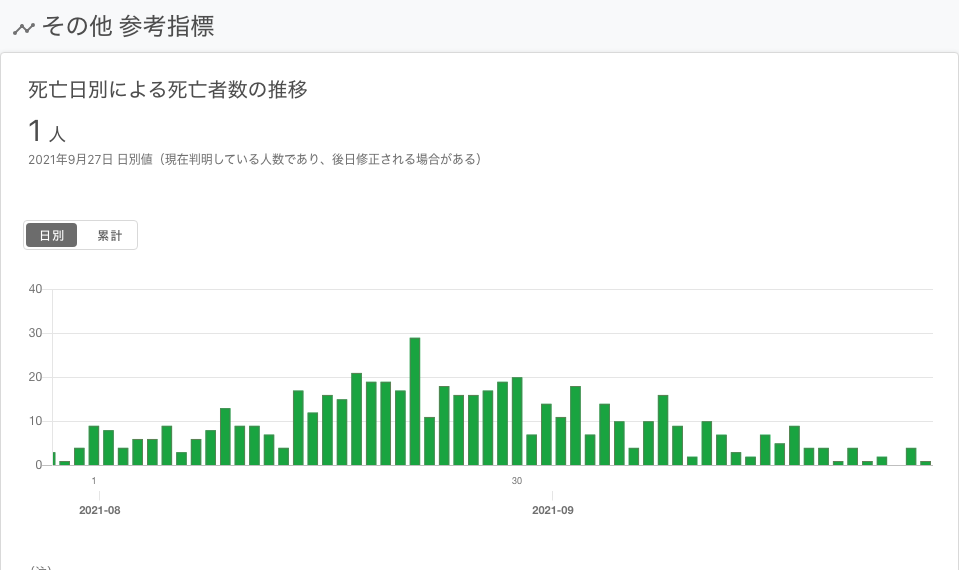 その他 参考指標
死亡日別による死亡者数の推移
1 人
2021年9月27日 日別値（現在判明している人数であり、後日修正される場合がある）
日別 累計
40
30
20
10
0
1 30
2021-08 2021-09